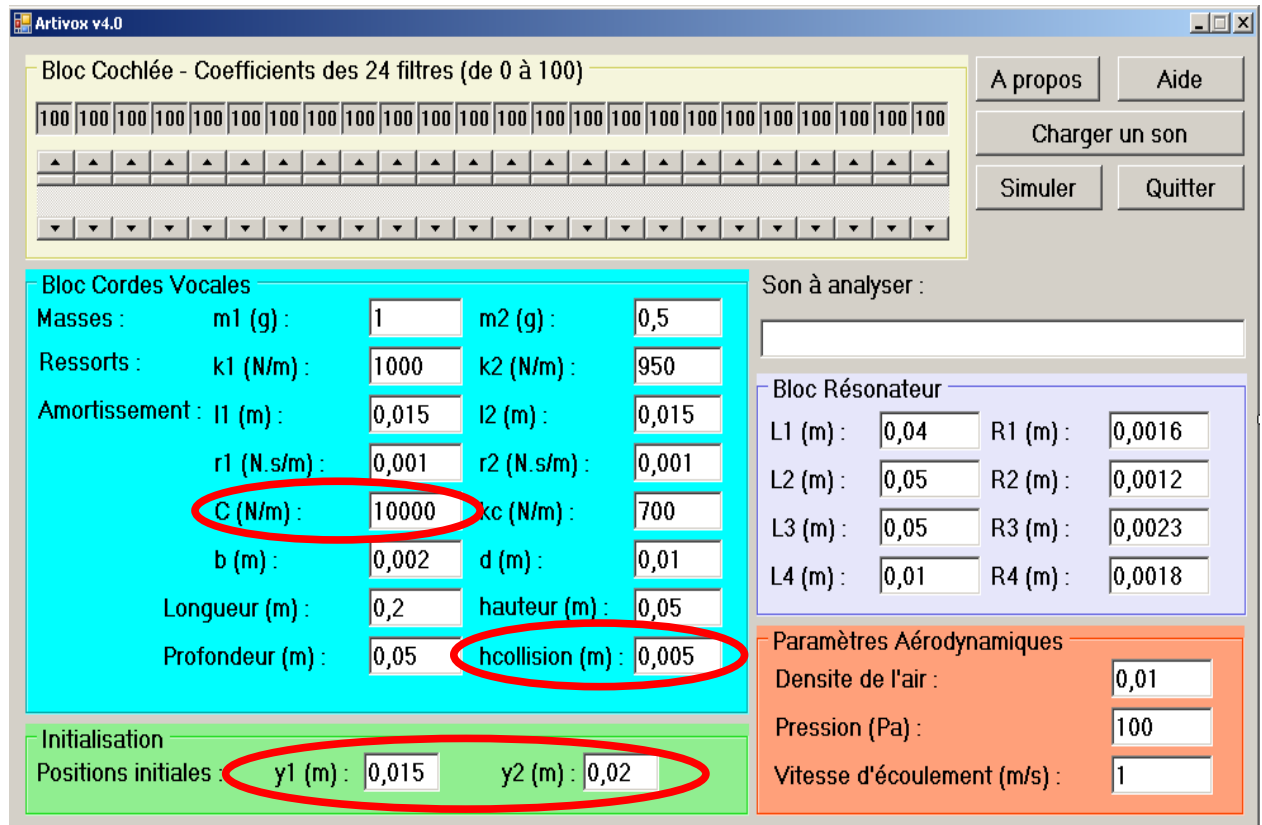 Artivox v4.0
Bloc Cochlée - Coefficients des 24 filtres (de 0 à 100)
100 100 100 100 100 100 100 100 100 100 100 100 100 100 100 100 100 100 100 100 100 100 100 100
A propos Aide
Charger un son
Simuler Quitter
Bloc Cordes Vocales
Masses : m1 (g) : 1 m2 (g) : 0,5
Ressorts : k1 (N/m) : 1000 k2 (N/m) : 950
Amortissement : l1 (m) : 0,015 l2 (m) : 0,015
r1 (N.s/m) : 0,001 r2 (N.s/m) : 0,001
C (N/m) : 10000 kc (N/m) : 700
b (m) : 0,002 d (m) : 0,01
Longueur (m) : 0,2 hauteur (m) : 0,05
Profondeur (m) : 0,05 hcollision (m) : 0,005
Initialisation
Positions initiales : y1 (m) : 0,015 y2 (m) : 0,02
Son à analyser :
Bloc Résonateur
L1 (m) : 0,04 R1 (m) : 0,0016
L2 (m) : 0,05 R2 (m) : 0,0012
L3 (m) : 0,05 R3 (m) : 0,0023
L4 (m) : 0,01 R4 (m) : 0,0018
Paramètres Aérodynamiques
Densite de l'air : 0,01
Pression (Pa) : 100
Vitesse d'écoulement (m/s) : 1